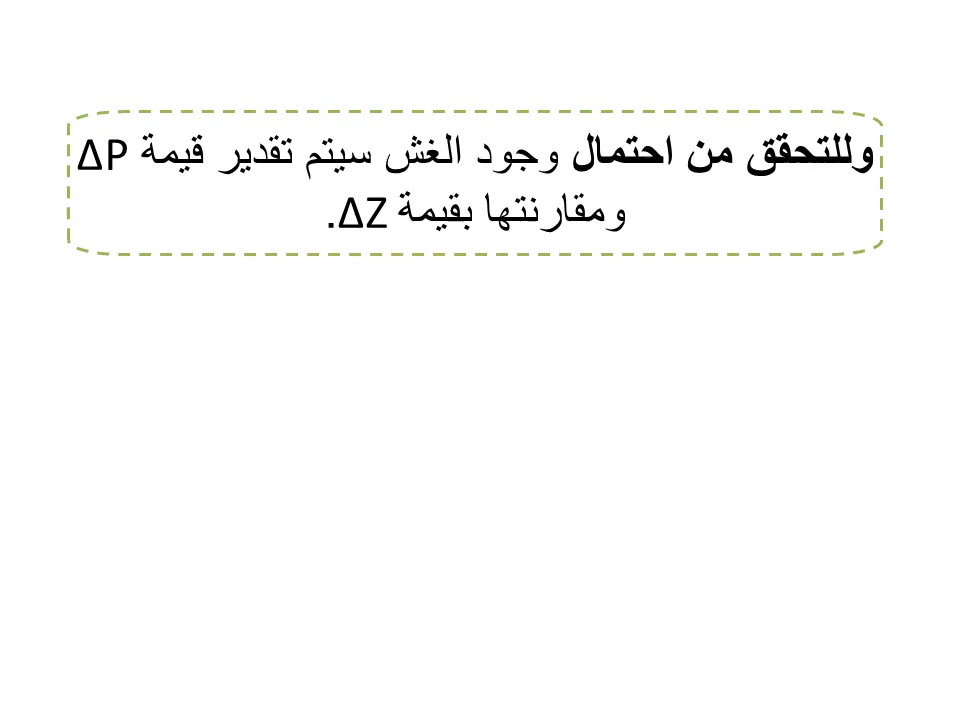 وللتحقق من احتمال وجود الغش سيتم تقدير قيمة ΔP
ومقارنتها بقيمة ΔZ.